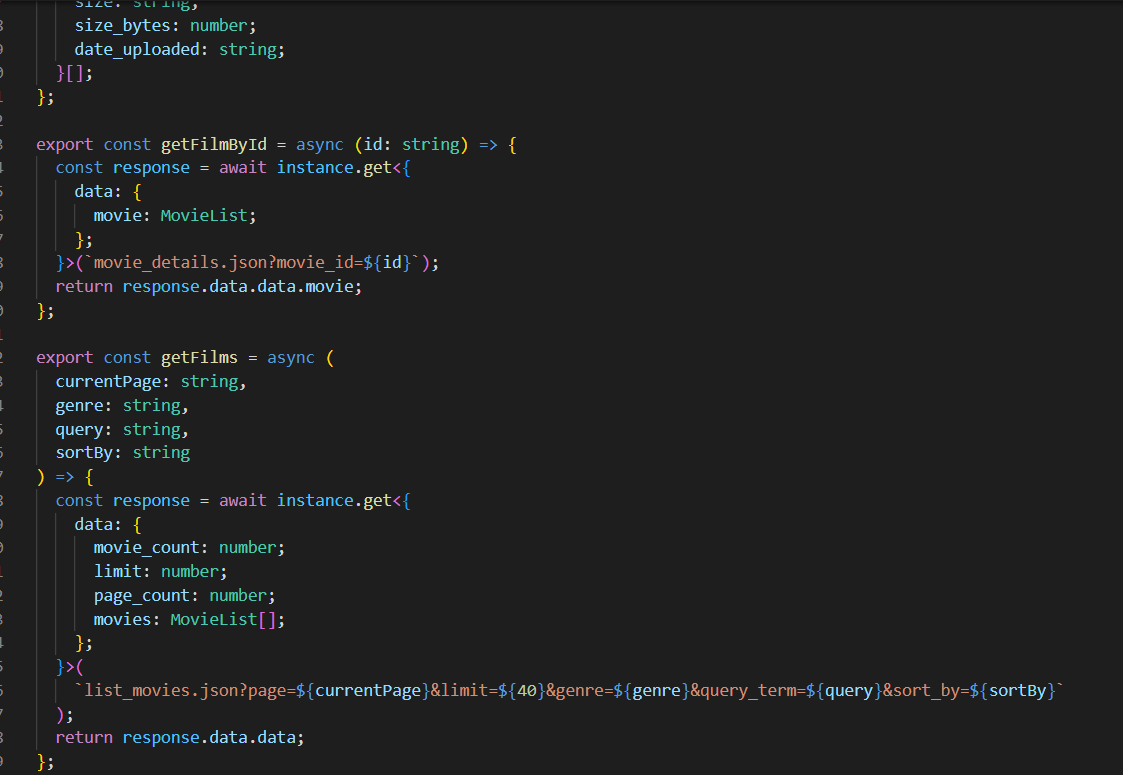 size: string;
size_bytes: number;
date_uploaded: string;
}[];
};
export const getFilmById = async (id: string) => {
const response = await instance.get<{
data: {
movie: MovieList;
};
}>(`movie_details.json?movie_id=${id}`);
return response.data.data.movie;
};
export const getFilms = async (
currentPage: string,
genre: string,
query: string,
sortBy: string
) => {
const response = await instance.get<{
data: {
movie_count: number;
limit: number;
page_count: number;
movies: MovieList[];
};
}>(
`list_movies.json?page=${currentPage}&limit=${40}&genre=${genre}&query_term=${query}&sort_by=${sortBy}`
);
return response.data.data;
};